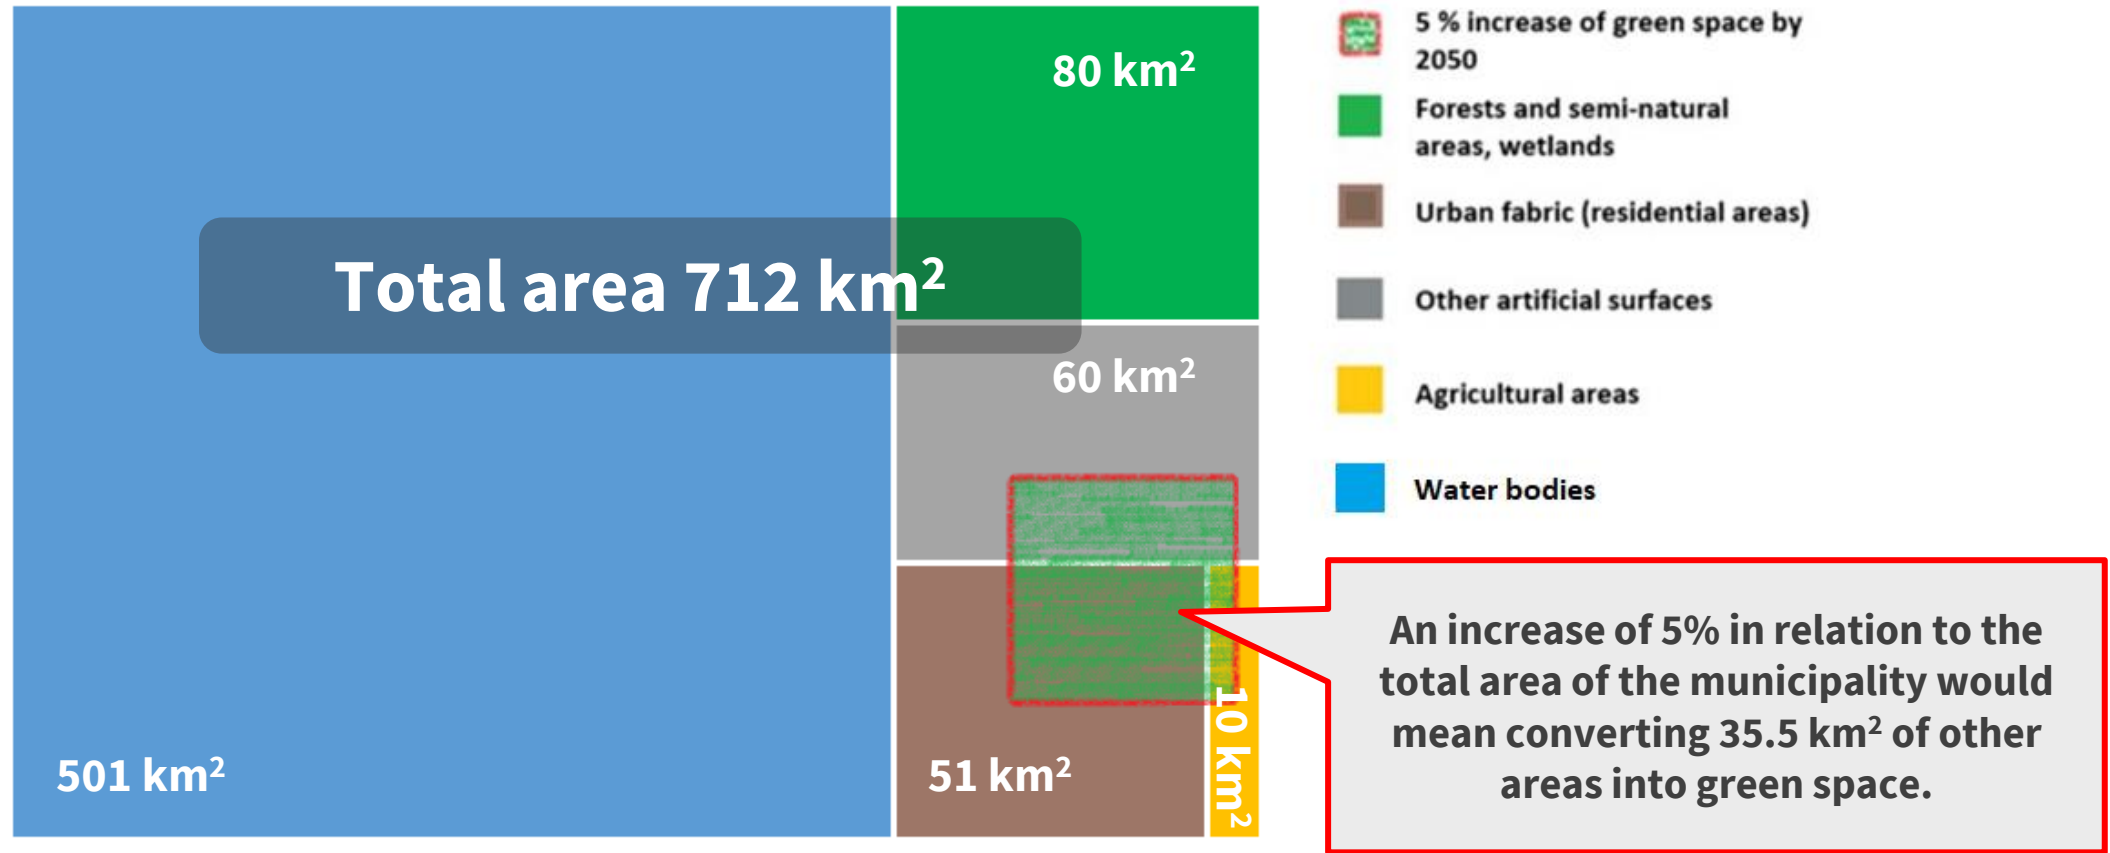 80 km²
Total area 712 km²
60 km²
501 km²
51 km²
10 km²
5 % increase of green space by
2050
Forests and semi-natural
areas, wetlands
Urban fabric (residential areas)
Other artificial surfaces
Agricultural areas
Water bodies
An increase of 5% in relation to the
total area of the municipality would
mean converting 35.5 km² of other
areas into green space.